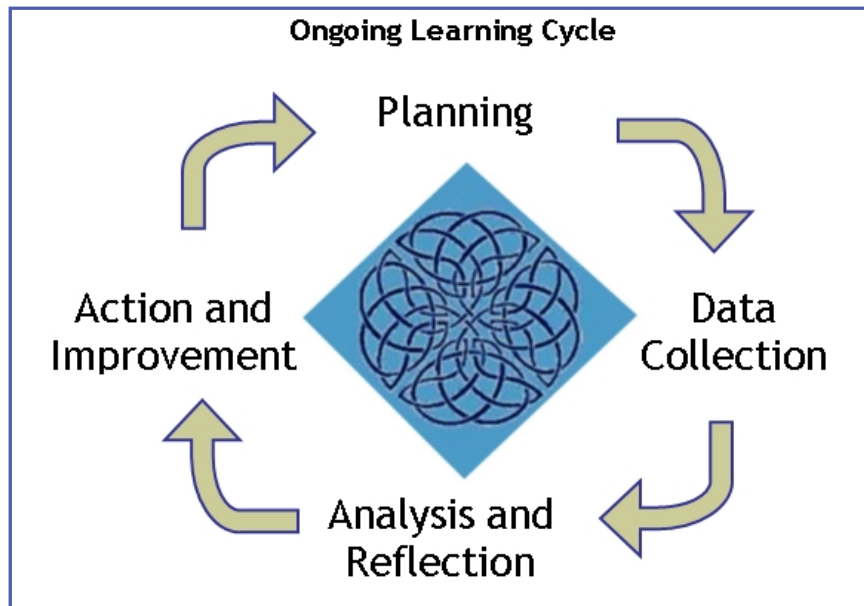 Ongoing Learning Cycle
Planning
Data
Collection
Analysis and
Reflection
Action and
Improvement